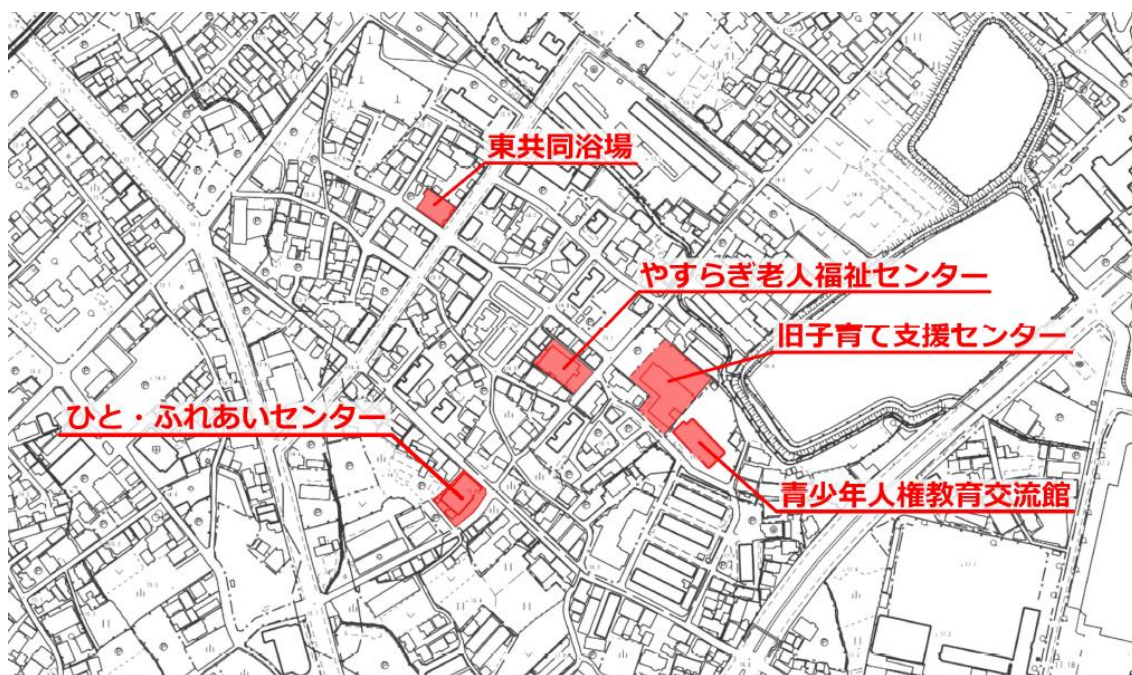 東共同浴場
やすらぎ老人福祉センター
旧子育て支援センター
ひと・ふれあいセンター
青少年人権教育交流館